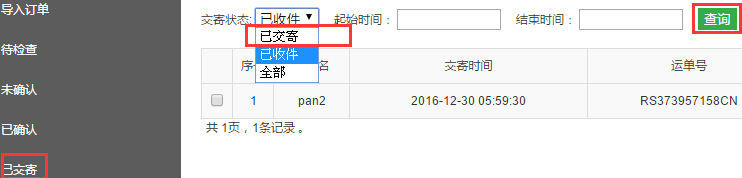 导入订单
待检查
未确认
已确认
已交寄
交寄状态: 已收件 起始时间: 结束时间: 查询
已交寄
已收件
全部
序 名 交寄时间 运单号
1 pan2 2016-12-30 05:59:30 RS373957158CN
共 1页，1条记录 。